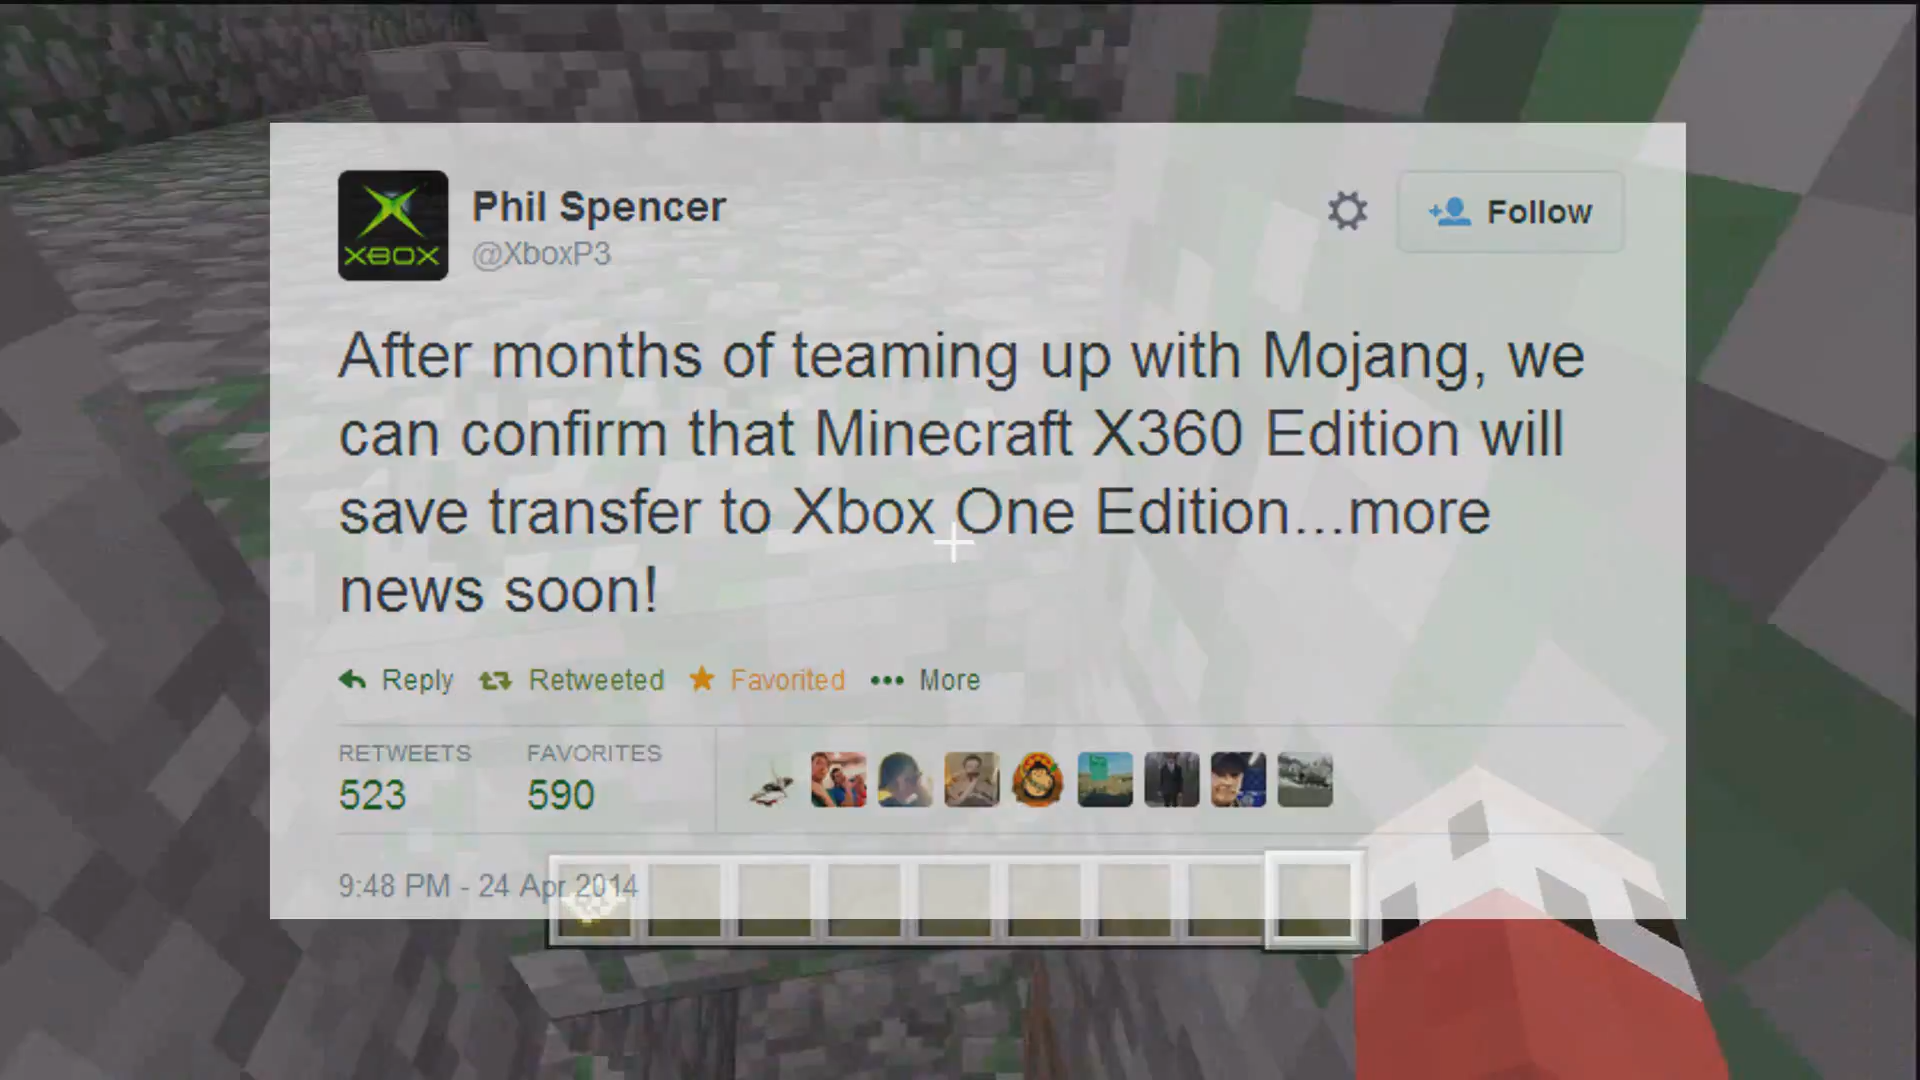 XBOX
Phil Spencer
@XboxP3
Follow
After months of teaming up with Mojang, we
can confirm that Minecraft X360 Edition will
save transfer to Xbox One Edition...more
news soon!
Reply Retweeted Favorited More
RETWEETS FAVORITES
523 590
9:48 PM - 24 Apr 2014